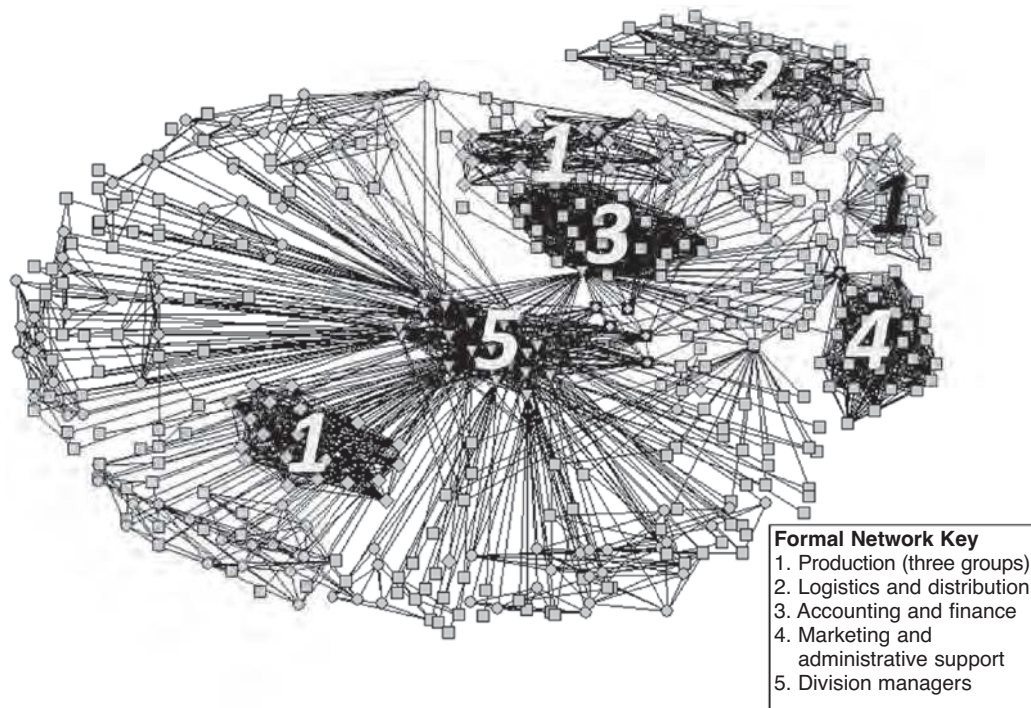 2
1
1
3
5
4
1
Formal Network Key
1. Production (three groups)
2. Logistics and distribution
3. Accounting and finance
4. Marketing and
administrative support
5. Division managers